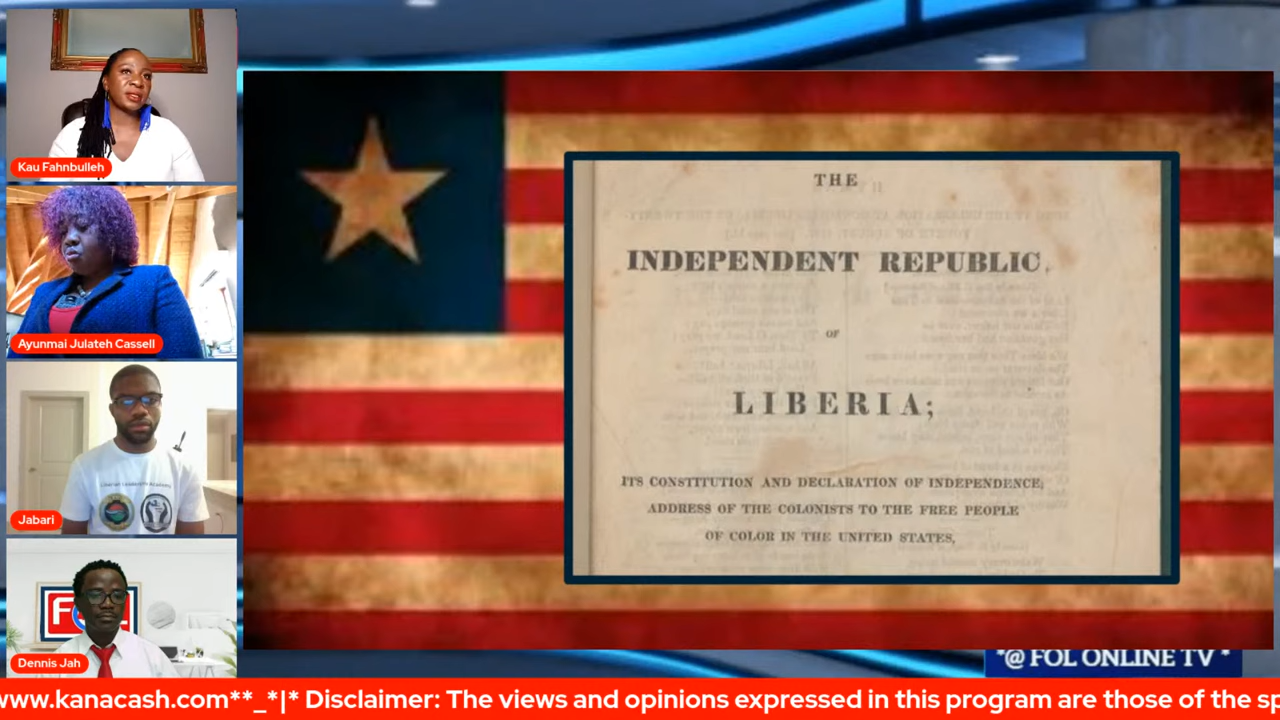 Kau Fahnbulleh
Ayunmai Julateh Cassell
Jabari
Dennis Jah
THE
INDEPENDENT REPUBLIC,
OF
LIBERIA;
ITS CONSTITUTION AND DECLARATION OF INDEPENDENCE;
ADDRESS OF THE COLONISTS TO THE FREE PEOPLE
OF COLOR IN THE UNITED STATES,
*@ FOL ONLINE TV *
www.kanacash.com**_*|* Disclaimer: The views and opinions expressed in this program are those of the sp